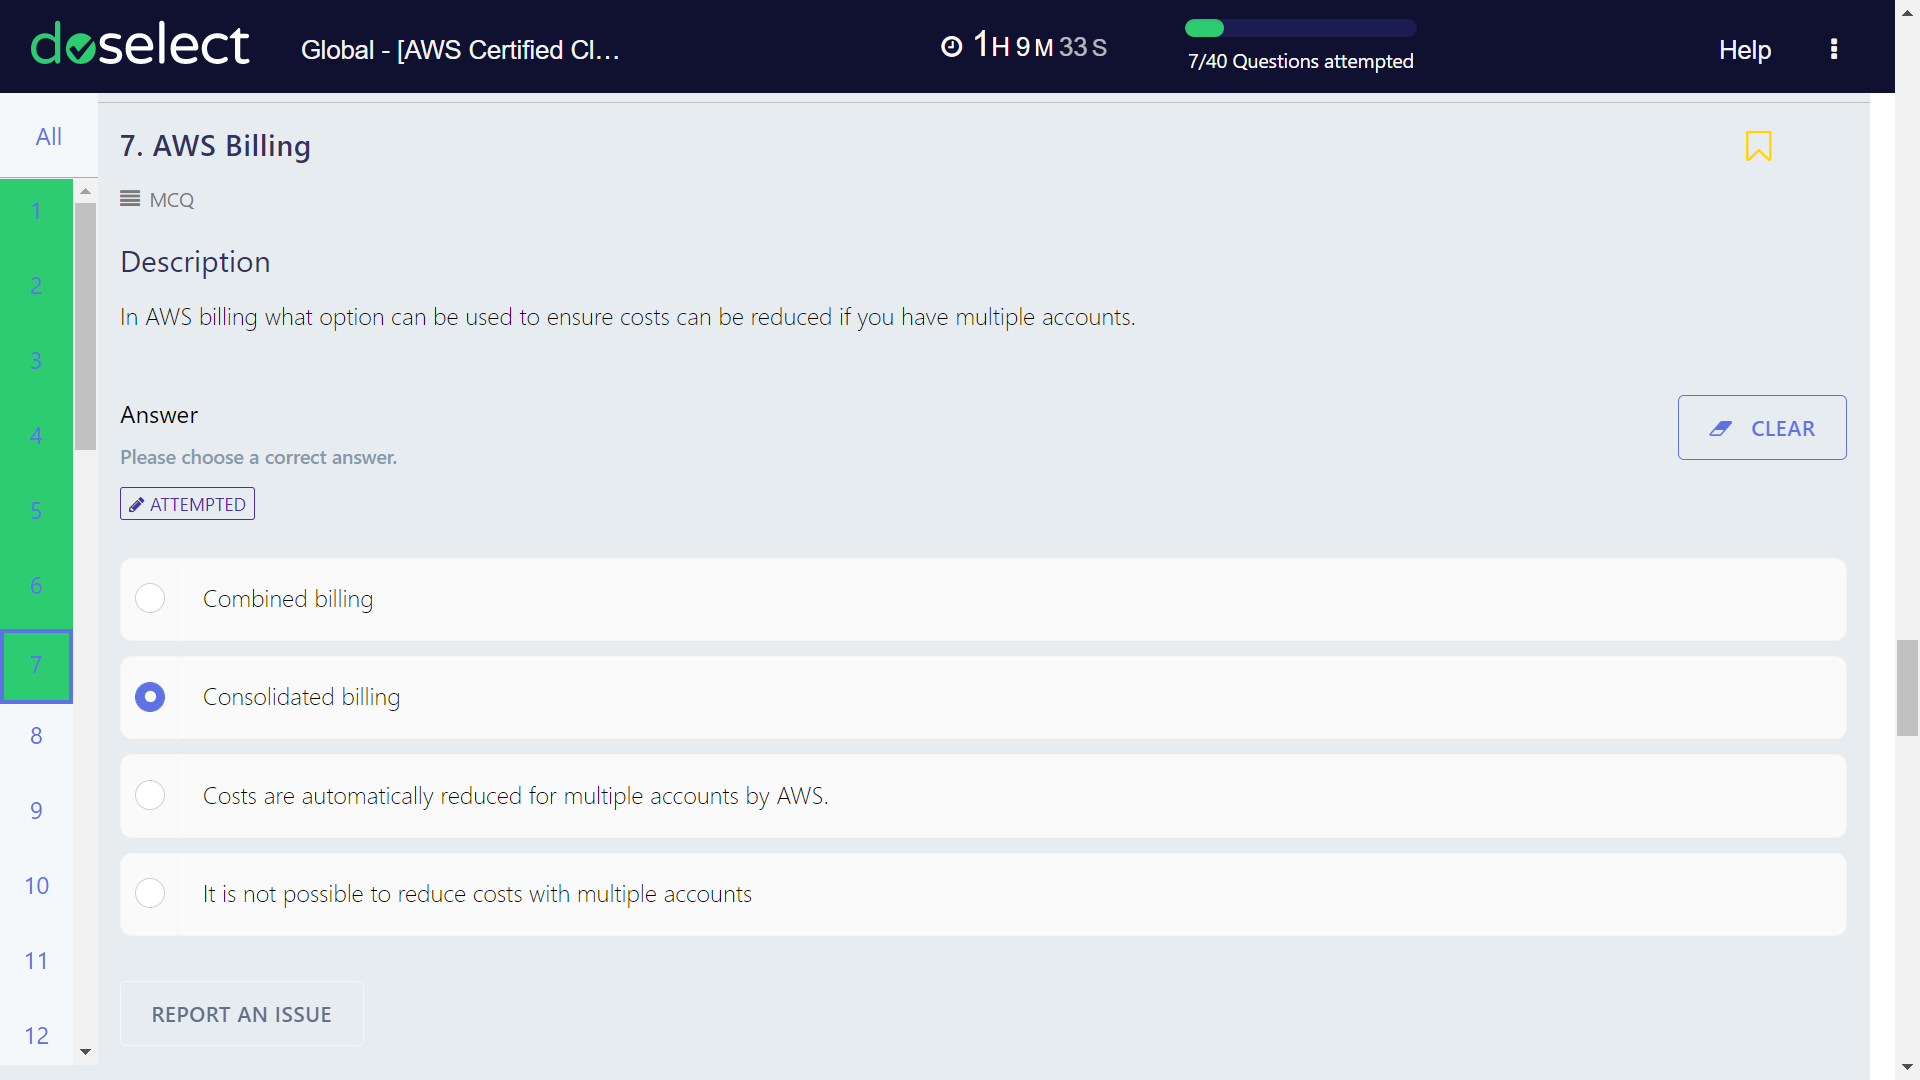 doselect
Global - [AWS Certified Cl...
1H 9M 33S
7/40 Questions attempted
Help
All
1
2
3
4
5
6
7
8
9
10
11
12
7. AWS Billing
MCQ
Description
In AWS billing what option can be used to ensure costs can be reduced if you have multiple accounts.
Answer
CLEAR
Please choose a correct answer.
ATTEMPTED
Combined billing
Consolidated billing
Costs are automatically reduced for multiple accounts by AWS.
It is not possible to reduce costs with multiple accounts
REPORT AN ISSUE